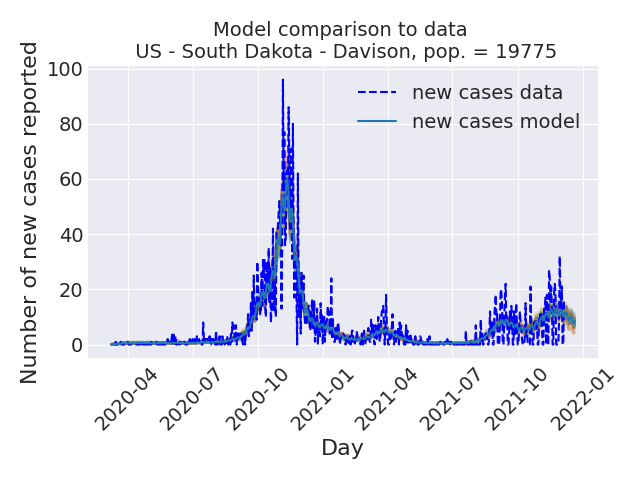 Model comparison to data
US - South Dakota - Davison, pop. = 19775
Number of new cases reported
100
80
60
40
20
0
new cases data
new cases model
2020-04
2020-07
2020-10
2021-01
2021-04
2021-07
2021-10
2022-01
Day